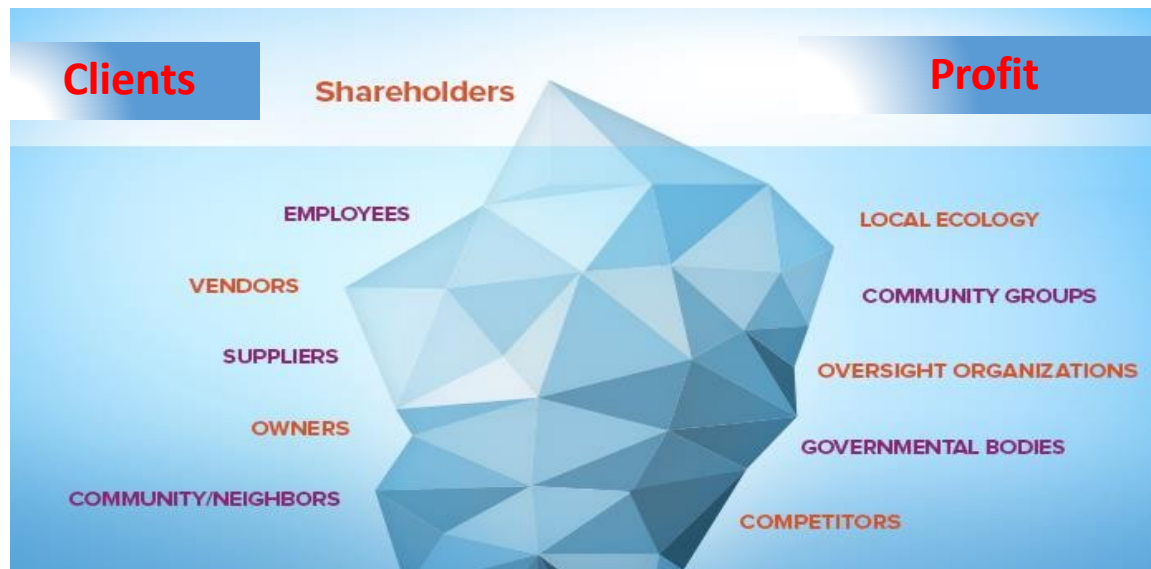 Clients
Shareholders
Profit
EMPLOYEES
LOCAL ECOLOGY
VENDORS
COMMUNITY GROUPS
SUPPLIERS
OVERSIGHT ORGANIZATIONS
OWNERS
GOVERNMENTAL BODIES
COMMUNITY/NEIGHBORS
COMPETITORS